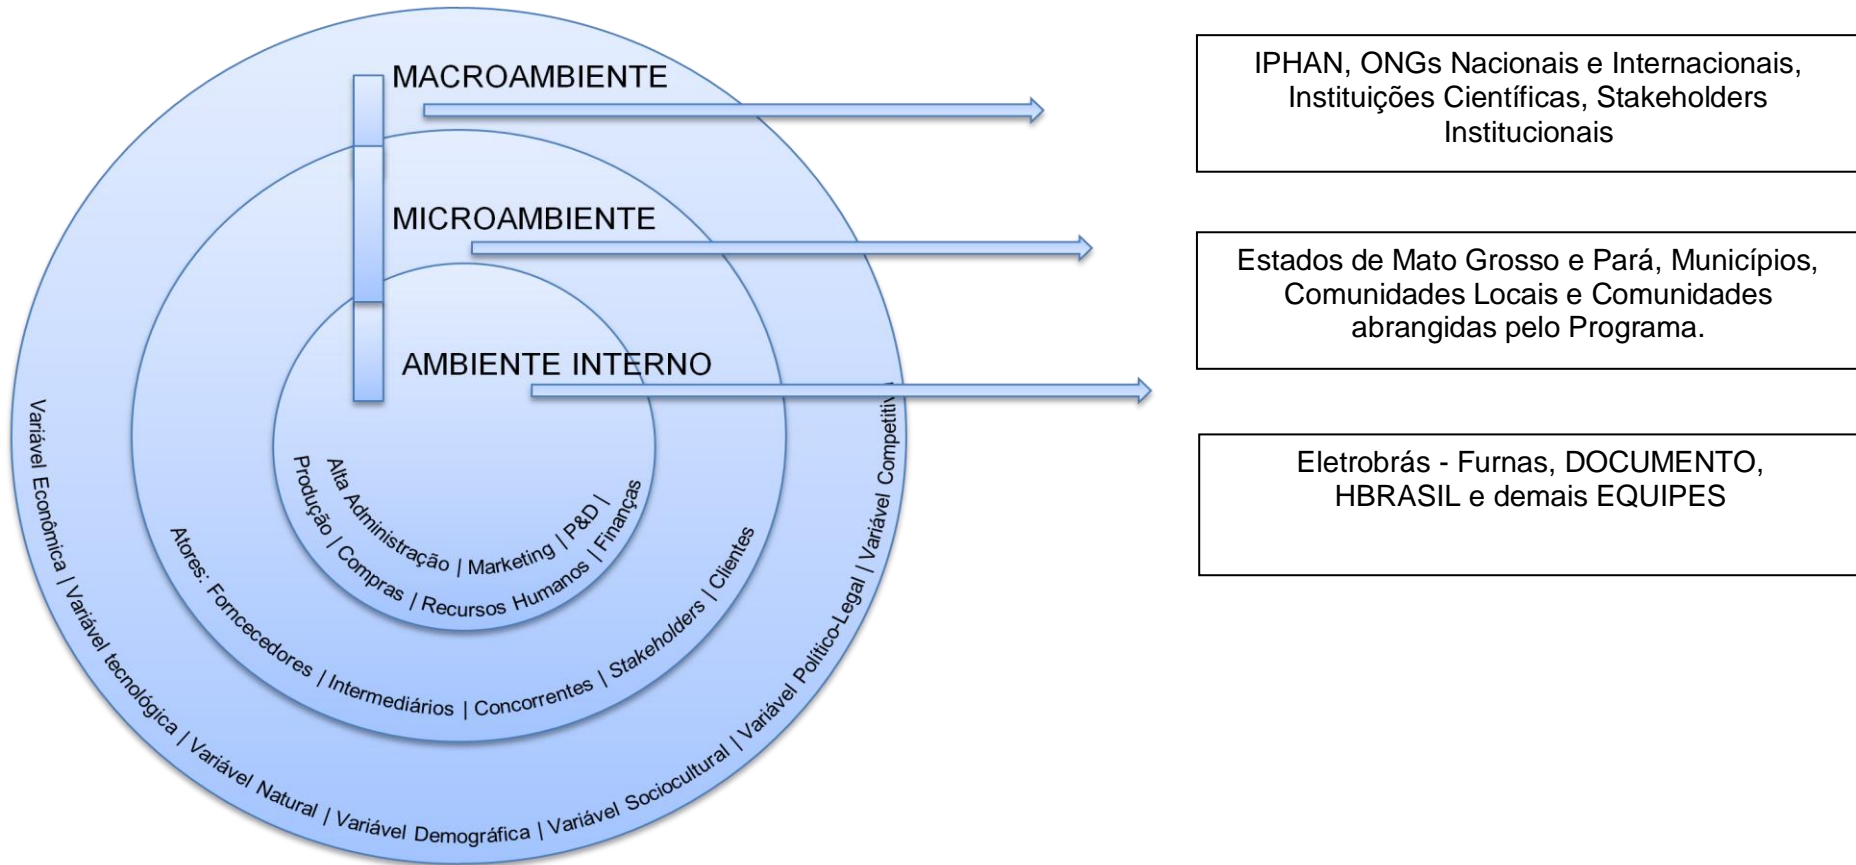 MACROAMBIENTE
IPHAN, ONGs Nacionais e Internacionais,
Instituições Científicas, Stakeholders
Institucionais
MICROAMBIENTE
Estados de Mato Grosso e Pará, Municípios,
Comunidades Locais e Comunidades
abrangidas pelo Programa.
AMBIENTE INTERNO
Eletrobrás - Furnas, DOCUMENTO,
HBRASIL e demais EQUIPES
Alta Administração | Marketing | P&D |
Produção | Compras | Recursos Humanos | Finanças
Atores: Forncecedores | Intermediários | Concorrentes | Stakeholders | Clientes
Variável Econômica | Variável tecnológica | Variável Natural | Variável Demográfica | Variável Sociocultural | Variável Político-Legal | Variável Competitiva